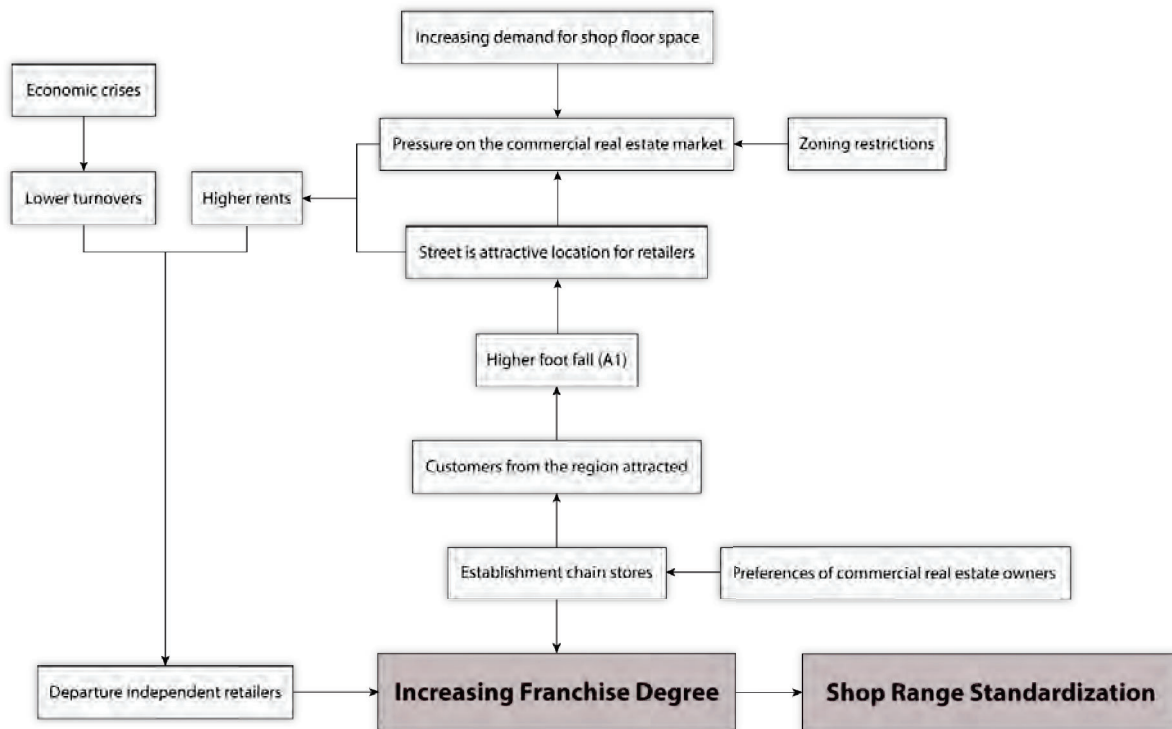 Increasing demand for shop floor space
Economic crises
Pressure on the commercial real estate market
Zoning restrictions
Lower turnovers
Higher rents
Street is attractive location for retailers
Higher foot fall (A1)
Customers from the region attracted
Establishment chain stores
Preferences of commercial real estate owners
Departure independent retailers
Increasing Franchise Degree
Shop Range Standardization